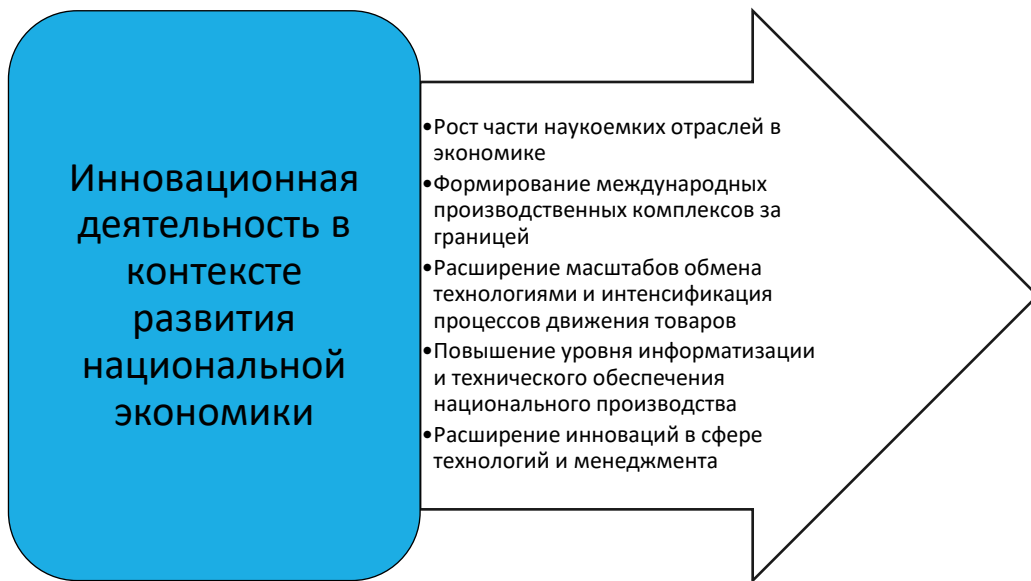 Инновационная
деятельность в
контексте
развития
национальной
экономики
•Рост части наукоемких отраслей в
экономике
•Формирование международных
производственных комплексов за
границей
•Расширение масштабов обмена
технологиями и интенсификация
процессов движения товаров
•Повышение уровня информатизации
и технического обеспечения
национального производства
•Расширение инноваций в сфере
технологий и менеджмента